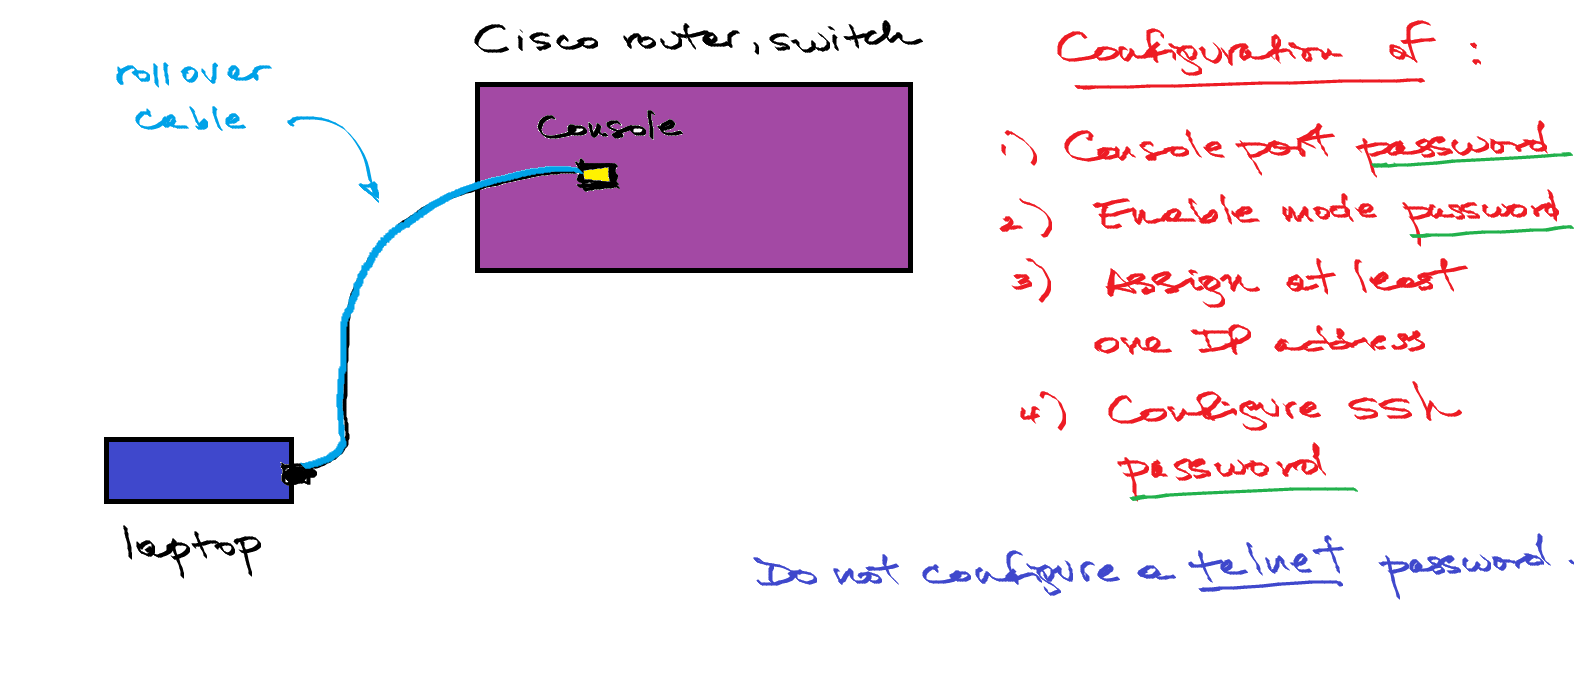 Cisco router, switch
rollover
cable
Console
laptop
Configuration of :
1) Console port password
2) Enable mode password
3) Assign at least
one IP address
4) Configure ssh
password
Do not configure a telnet password.